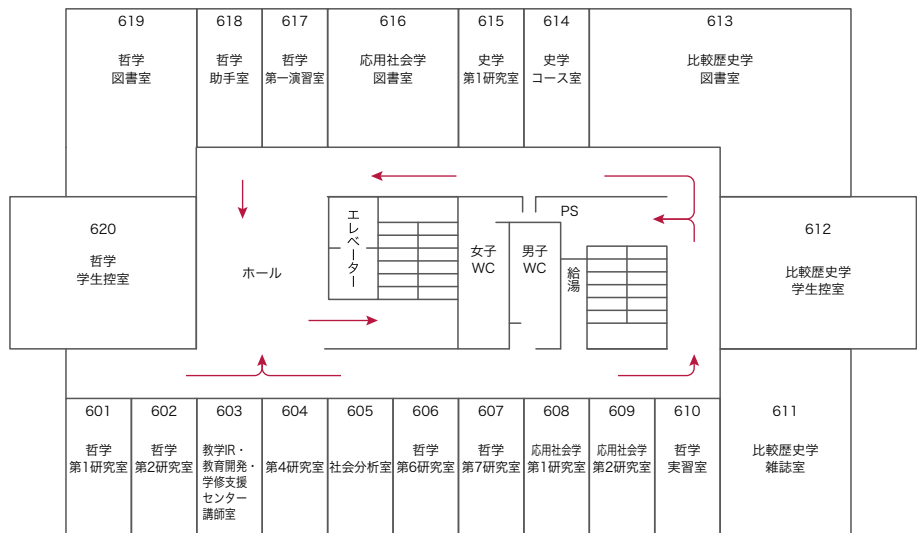 619
哲学
図書室
618
哲学
助手室
617
哲学
第一演習室
616
応用社会学
図書室
615
史学
第1研究室
614
史学
コース室
613
比較歴史学
図書室
620
哲学
学生控室
ホール
エレベーター
女子
WC
男子
WC
PS
給湯
612
比較歴史学
学生控室
601
哲学
第1研究室
602
哲学
第2研究室
603
教学IR・
教育開発・
学修支援
センター
講師室
604
第4研究室
605
社会分析室
606
哲学
第6研究室
607
哲学
第7研究室
608
応用社会学
第1研究室
609
応用社会学
第2研究室
610
哲学
実習室
611
比較歴史学
雑誌室